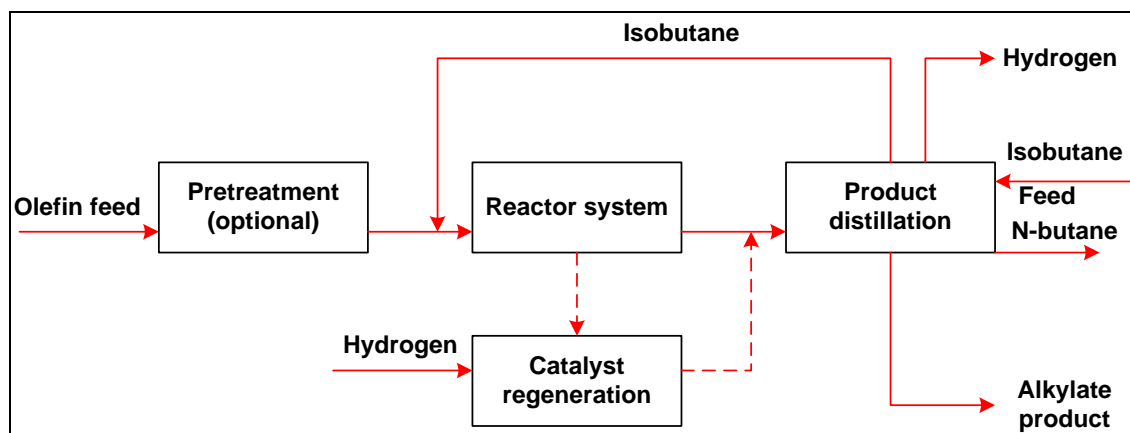 Isobutane
Hydrogen
Olefin feed
Pretreatment
(optional)
Reactor system
Product
distillation
Isobutane
Feed
N-butane
Hydrogen
Catalyst
regeneration
Alkylate
product